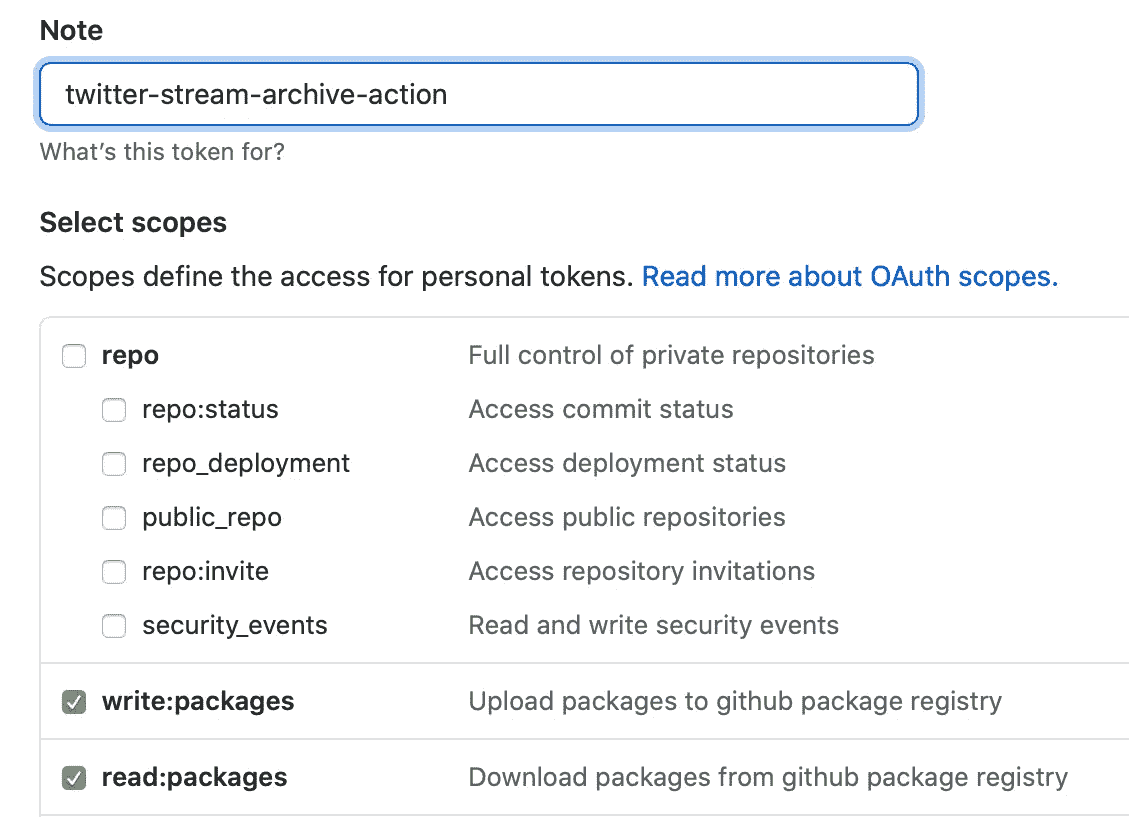 Note
twitter-stream-archive-action
What’s this token for?
Select scopes
Scopes define the access for personal tokens. Read more about OAuth scopes.
repo Full control of private repositories
repo:status Access commit status
repo_deployment Access deployment status
public_repo Access public repositories
repo:invite Access repository invitations
security_events Read and write security events
write:packages Upload packages to github package registry
read:packages Download packages from github package registry